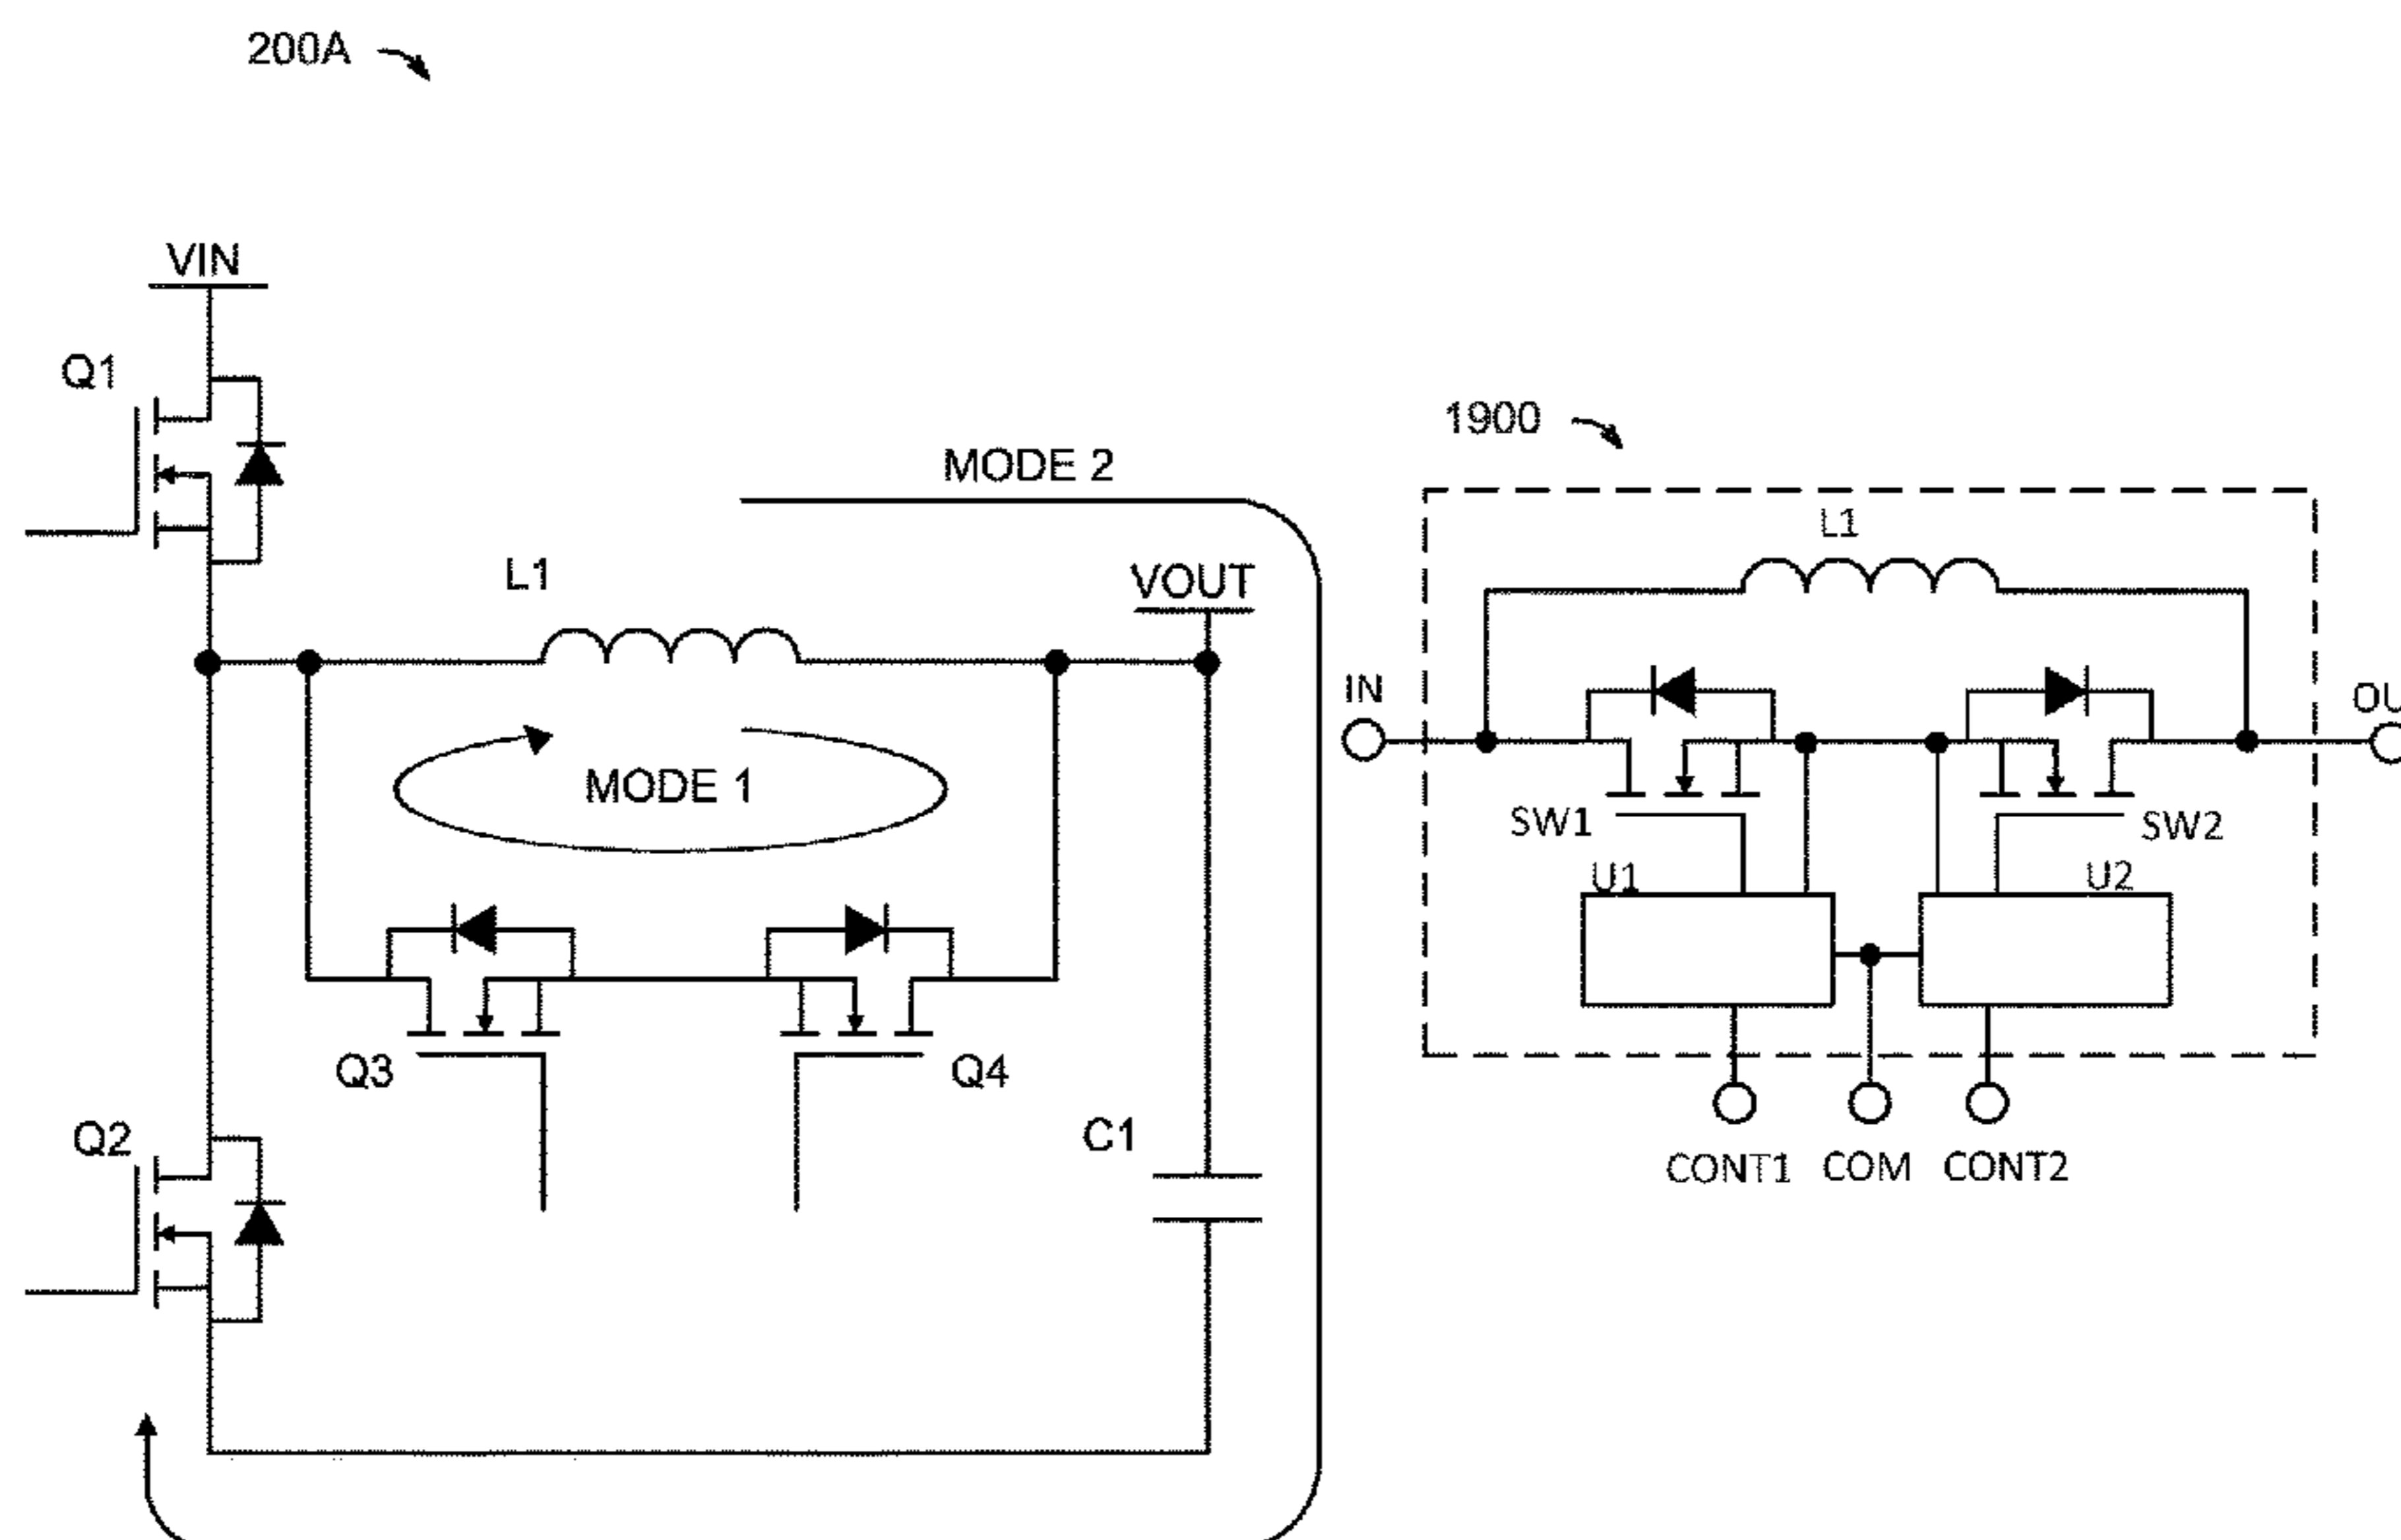 200A
VIN
Q1
MODE 2
L1
VOUT
MODE 1
Q3
Q4
Q2
C1
1900
L1
IN
OU
SW1
SW2
U1
U2
CONT1
COM
CONT2